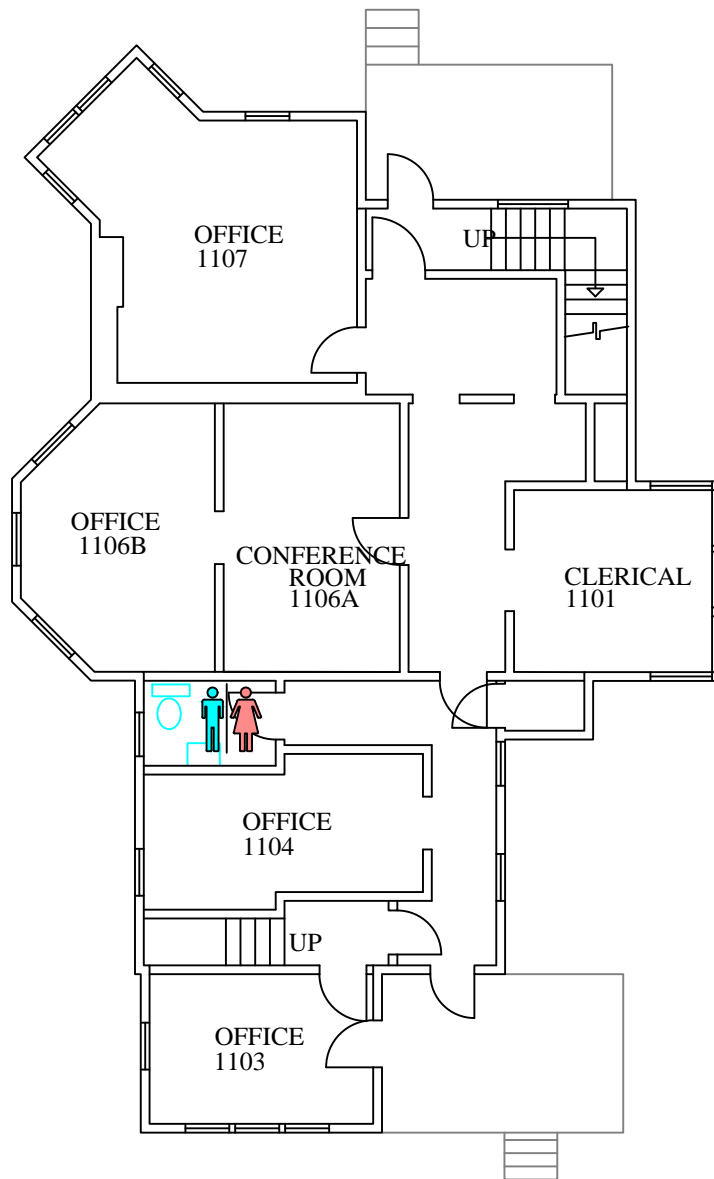 OFFICE
1107
UP
OFFICE
1106B
CONFERENCE
ROOM
1106A
CLERICAL
1101
OFFICE
1104
UP
OFFICE
1103